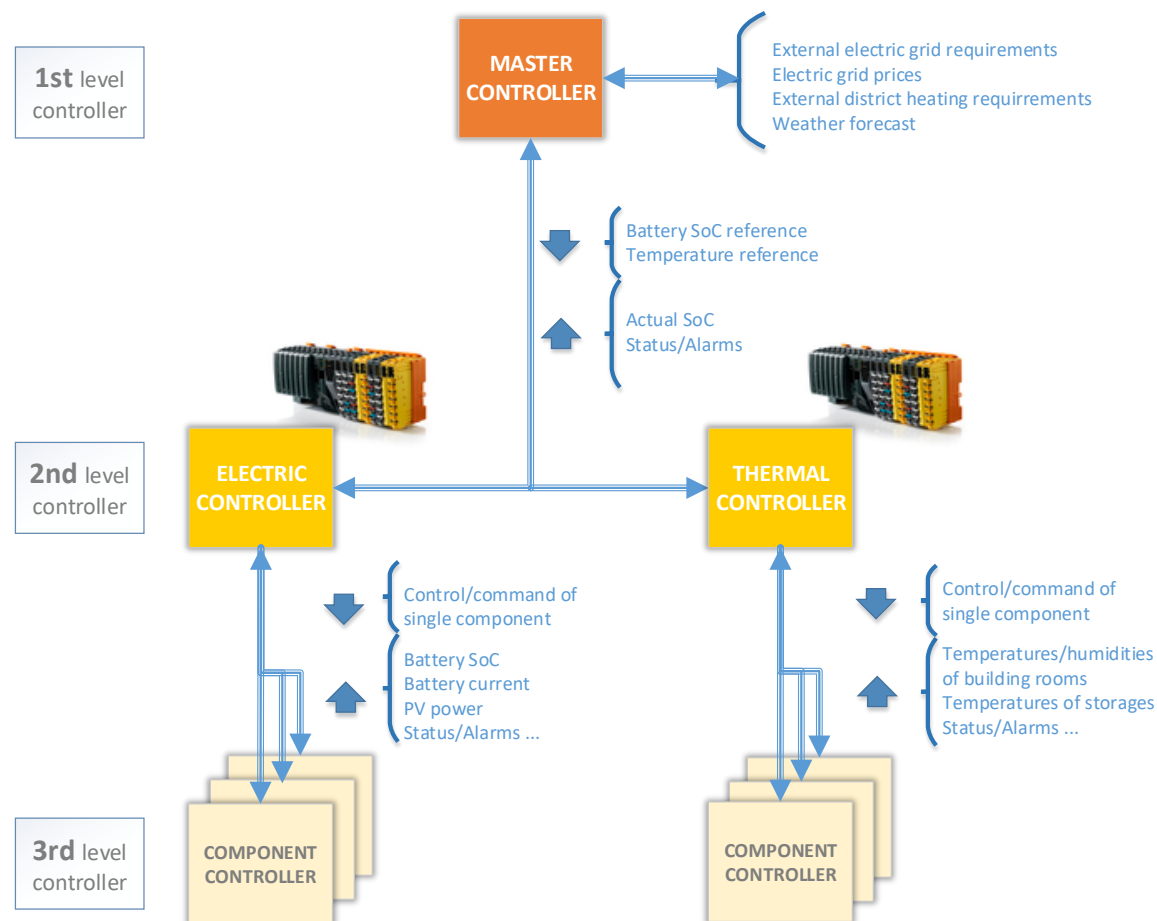 1st level
controller
MASTER
CONTROLLER
External electric grid requirements
Electric grid prices
External district heating requirrements
Weather forecast
Battery SoC reference
Temperature reference
Actual SoC
Status/Alarms
2nd level
controller
ELECTRIC
CONTROLLER
THERMAL
CONTROLLER
Control/command of
single component
Battery SoC
Battery current
PV power
Status/Alarms ...
Control/command of
single component
Temperatures/humidities
of building rooms
Temperatures of storages
Status/Alarms ...
3rd level
controller
COMPONENT
CONTROLLER
COMPONENT
CONTROLLER